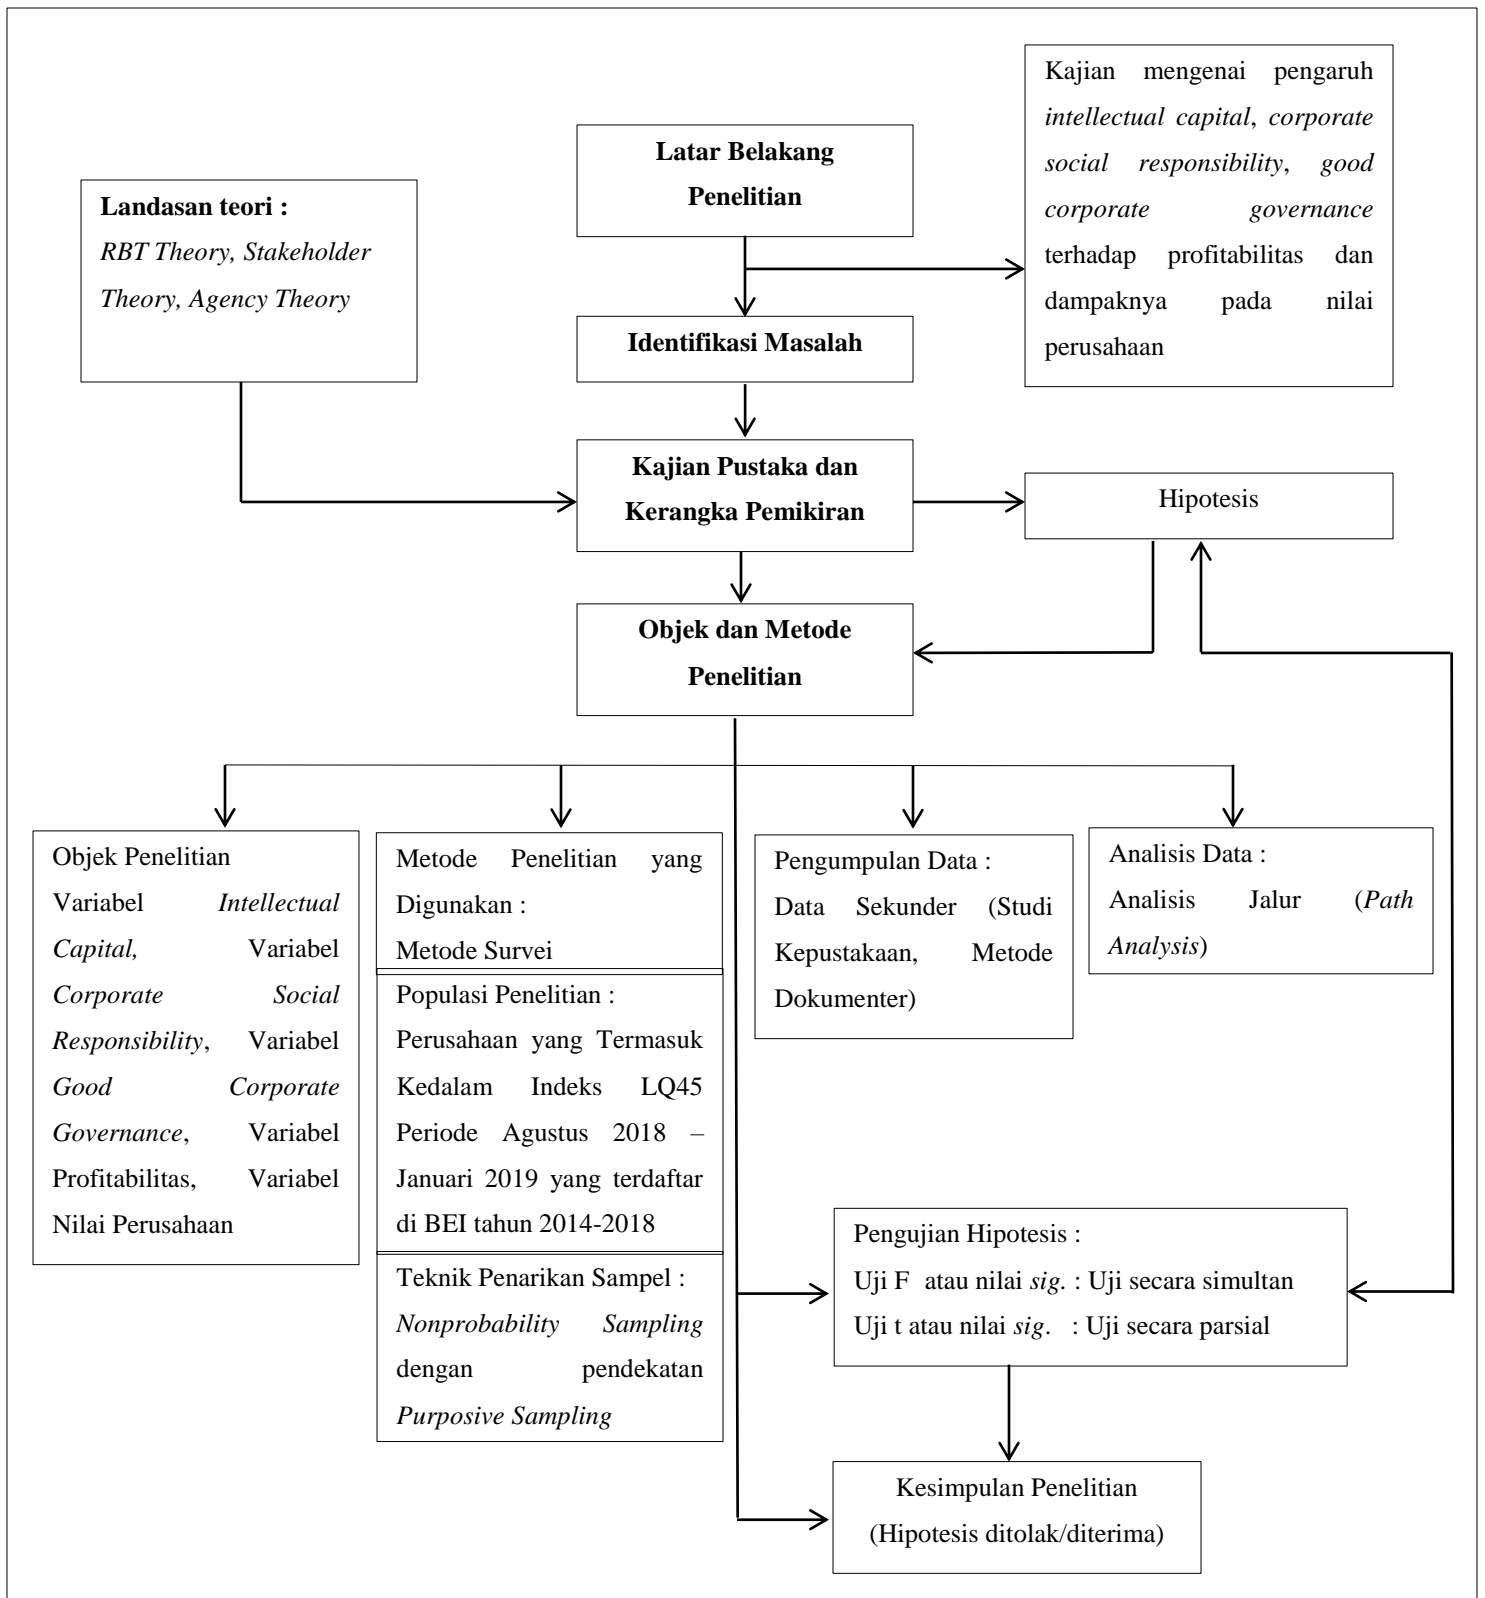 Latar Belakang
Penelitian
Kajian mengenai pengaruh
intellectual capital, corporate
social responsibility, good
corporate governance
terhadap profitabilitas dan
dampaknya pada nilai
perusahaan
Landasan teori :
RBT Theory, Stakeholder
Theory, Agency Theory
Identifikasi Masalah
Kajian Pustaka dan
Kerangka Pemikiran
Hipotesis
Objek dan Metode
Penelitian
Objek Penelitian
Variabel Intellectual
Capital, Variabel
Corporate Social
Responsibility, Variabel
Good Corporate
Governance, Variabel
Profitabilitas, Variabel
Nilai Perusahaan
Metode Penelitian yang
Digunakan :
Metode Survei
Populasi Penelitian :
Perusahaan yang Termasuk
Kedalam Indeks LQ45
Periode Agustus 2018 –
Januari 2019 yang terdaftar
di BEI tahun 2014-2018
Teknik Penarikan Sampel :
Nonprobability Sampling
dengan pendekatan
Purposive Sampling
Pengumpulan Data :
Data Sekunder (Studi
Kepustakaan, Metode
Dokumenter)
Analisis Data :
Analisis Jalur (Path
Analysis)
Pengujian Hipotesis :
Uji F atau nilai sig. : Uji secara simultan
Uji t atau nilai sig. : Uji secara parsial
Kesimpulan Penelitian
(Hipotesis ditolak/diterima)